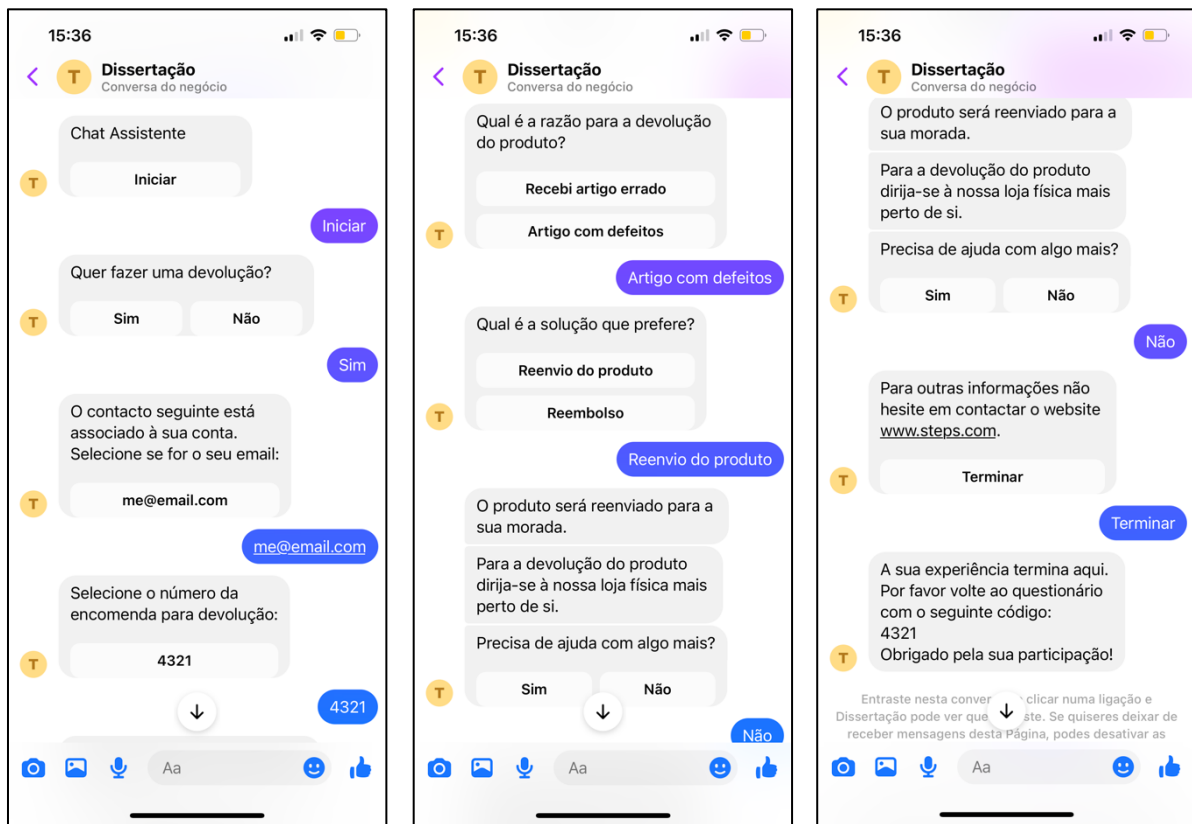 15:36
T
Dissertação
Conversa do negócio
Chat Assistente
Iniciar
T
Iniciar
Quer fazer uma devolução?
Sim Não
T
Sim
O contacto seguinte está
associado à sua conta.
Selecione se for o seu email:
me@email.com
T
me@email.com
Selecione o número da
encomenda para devolução:
4321
T
4321
Aa
15:36
T
Dissertação
Conversa do negócio
Qual é a razão para a devolução
do produto?
Recebi artigo errado
Artigo com defeitos
T
Artigo com defeitos
Qual é a solução que prefere?
Reenvio do produto
Reembolso
T
Reenvio do produto
O produto será reenviado para a
sua morada.
Para a devolução do produto
dirija-se à nossa loja física mais
perto de si.
Precisa de ajuda com algo mais?
Sim Não
T
Não
Aa
15:36
T
Dissertação
Conversa do negócio
O produto será reenviado para a
sua morada.
Para a devolução do produto
dirija-se à nossa loja física mais
perto de si.
Precisa de ajuda com algo mais?
Sim Não
T
Não
Para outras informações não
hesite em contactar o website
www.steps.com.
Terminar
T
Terminar
A sua experiência termina aqui.
Por favor volte ao questionário
com o seguinte código:
4321
Obrigado pela sua participação!
T
Entraste nesta clicar numa ligação e
Dissertação pode ver Se quiseres deixar de
receber mensagens desta Página, podes desativar as
Aa